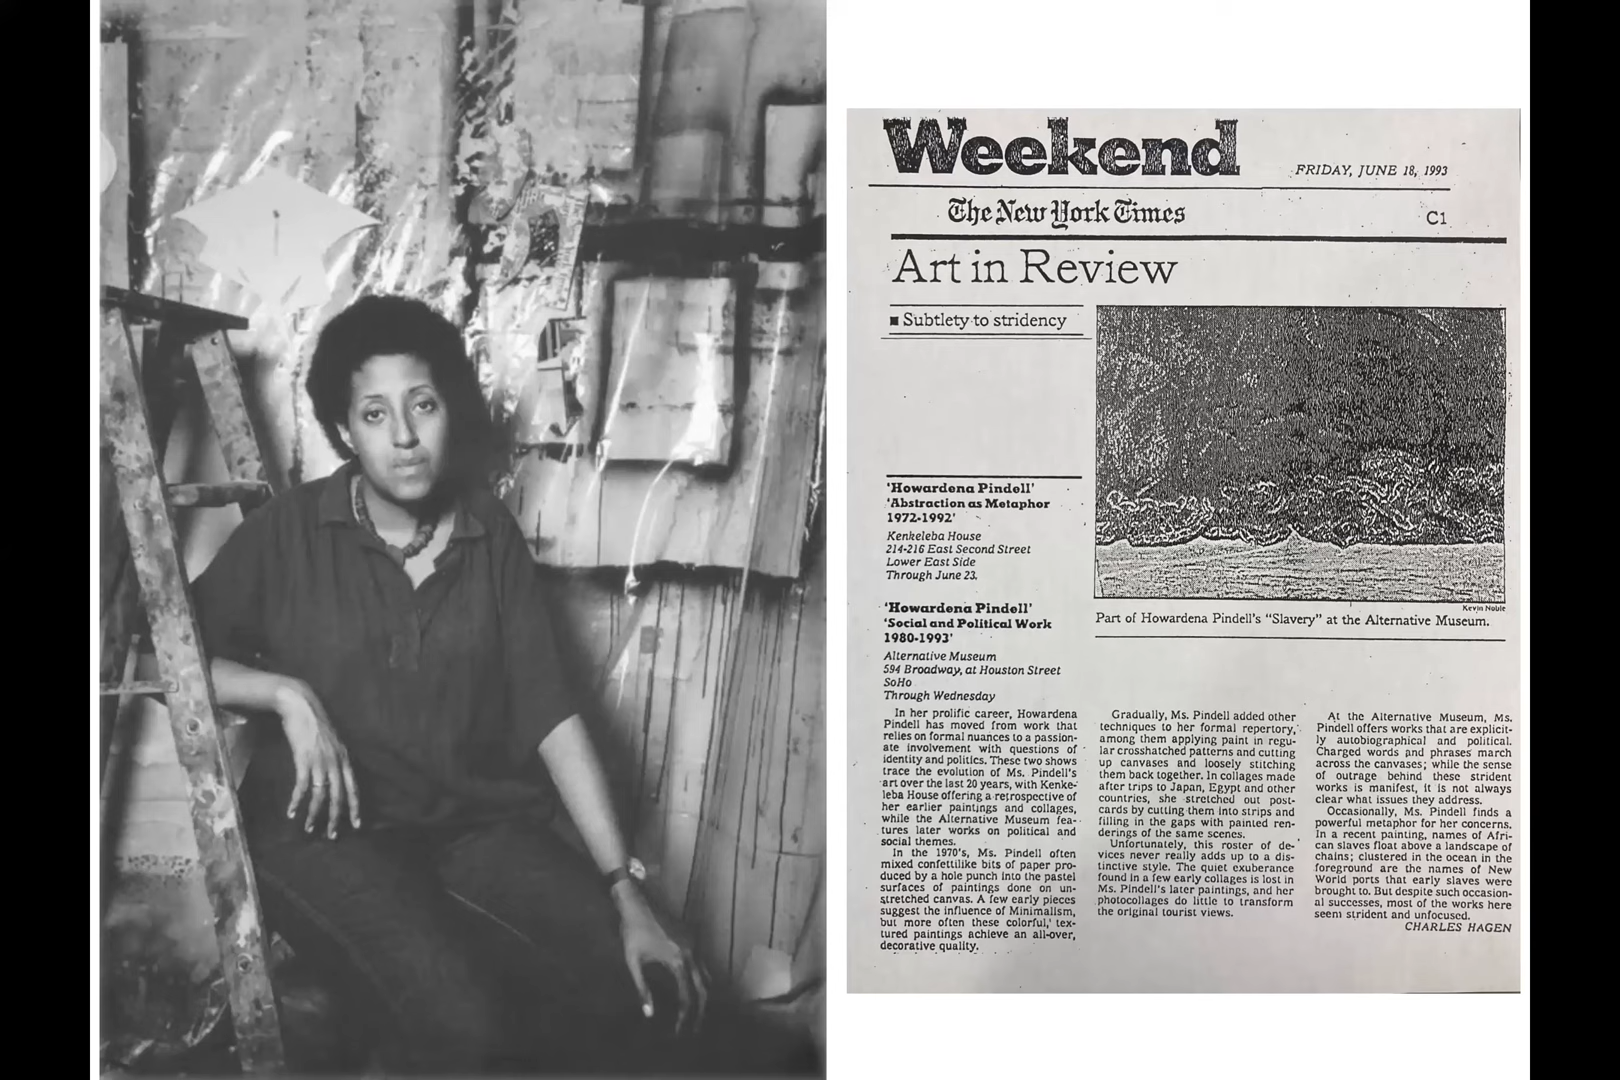 Weekend
FRIDAY, JUNE 18, 1993
The New York Times
C1
Art in Review
■ Subtlety to stridency
'Howardena Pindell'
'Abstraction as Metaphor
1972-1992'
Kenkeleba House
214-216 East Second Street
Lower East Side
Through June 23.
'Howardena Pindell'
'Social and Political Work
1980-1993'
Alternative Museum
594 Broadway, at Houston Street
SoHo
Through Wednesday
Kevin Noble
Part of Howardena Pindell's "Slavery" at the Alternative Museum.
In her prolific career, Howardena
Pindell has moved from work that
relies on formal nuances to a passion-
ate involvement with questions of
identity and politics. These two shows
trace the evolution of Ms. Pindell's
art over the last 20 years, with Kenke-
leba House offering a retrospective of
her earlier paintings and collages,
while the Alternative Museum fea-
tures later works on political and
social themes.
In the 1970's, Ms. Pindell often
mixed confettilike bits of paper pro-
duced by a hole punch into the pastel
surfaces of paintings done on un-
stretched canvas. A few early pieces
suggest the influence of Minimalism,
but more often these colorful, tex-
tured paintings achieve an all-over,
decorative quality.
Gradually, Ms. Pindell added other
techniques to her formal repertory,
among them applying paint in regu-
lar crosshatched patterns and cutting
up canvases and loosely stitching
them back together. In collages made
after trips to Japan, Egypt and other
countries, she stretched out post-
cards by cutting them into strips and
filling in the gaps with painted ren-
derings of the same scenes.
Unfortunately, this roster of de-
vices never really adds up to a dis-
tinctive style. The quiet exuberance
found in a few early collages is lost in
Ms. Pindell's later paintings, and her
photocollages do little to transform
the original tourist views.
At the Alternative Museum, Ms.
Pindell offers works that are explicit-
ly autobiographical and political.
Charged words and phrases march
across the canvases; while the sense
of outrage behind these strident
works is manifest, it is not always
clear what issues they address.
Occasionally, Ms. Pindell finds a
powerful metaphor for her concerns.
In a recent painting, names of Afri-
can slaves float above a landscape of
chains; clustered in the ocean in the
foreground are the names of New
World ports that early slaves were
brought to. But despite such occasion-
al successes, most of the works here
seem strident and unfocused.
CHARLES HAGEN